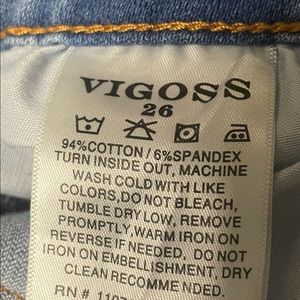 VIGOSS
26
94%COTTON/6%SPANDEX
TURN INSIDE OUT, MACHINE
WASH COLD WITH LIKE
COLORS, DO NOT BLEACH,
TUMBLE DRY LOW, REMOVE
PROMPTLY, WARM IRON ON
REVERSE IF NEEDED, DO NOT
IRON ON EMBELLISHMENT, DRY
CLEAN RECOMMENDED.
RN #